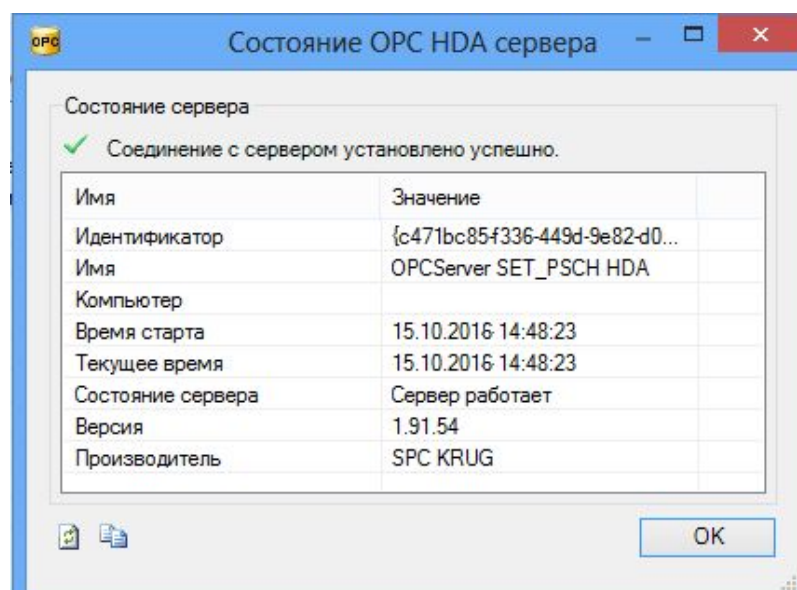 OPC Состояние OPC HDA сервера
Состояние сервера
Соединение с сервером установлено успешно.
Имя Значение
Идентификатор {c471bc85-f336-449d-9e82-d0...
Имя OPCServer SET_PSCH HDA
Компьютер
Время старта 15.10.2016 14:48:23
Текущее время 15.10.2016 14:48:23
Состояние сервера Сервер работает
Версия 1.91.54
Производитель SPC KRUG
OK